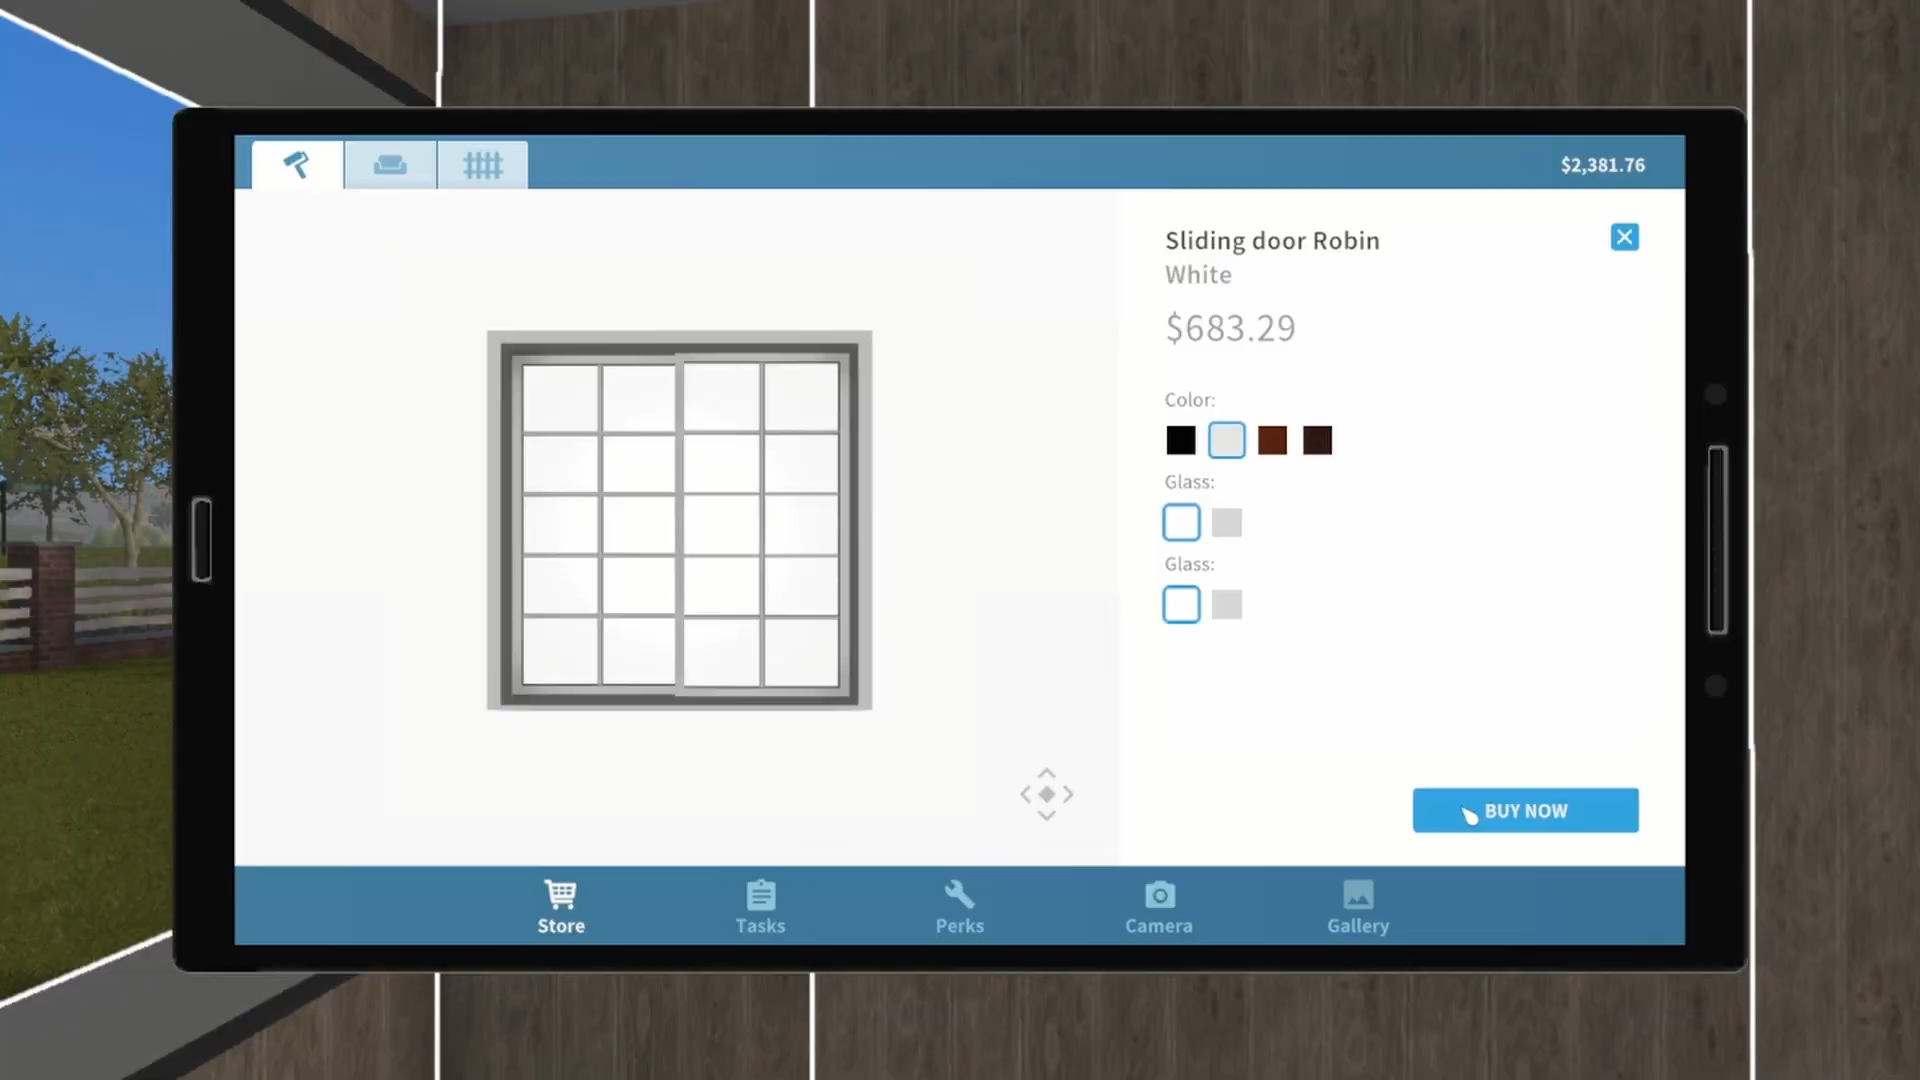 $2,381.76
Sliding door Robin
White
$683.29
Color:
Glass:
Glass:
BUY NOW
Store
Tasks
Perks
Camera
Gallery